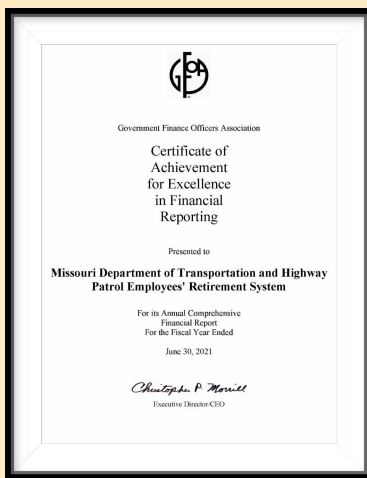 GFOA
Government Finance Officers Association
Certificate of
Achievement
for Excellence
in Financial
Reporting
Presented to
Missouri Department of Transportation and Highway
Patrol Employees' Retirement System
For its Annual Comprehensive
Financial Report
For the Fiscal Year Ended
June 30, 2021
Christopher P. Morrill
Executive Director/CEO